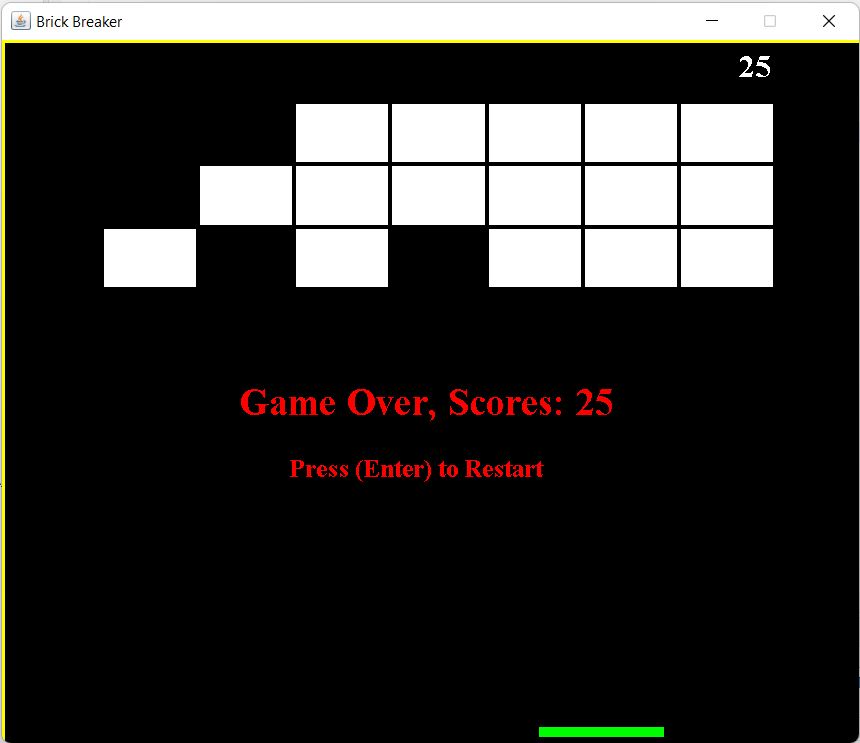 Brick Breaker
25
Game Over, Scores: 25
Press (Enter) to Restart